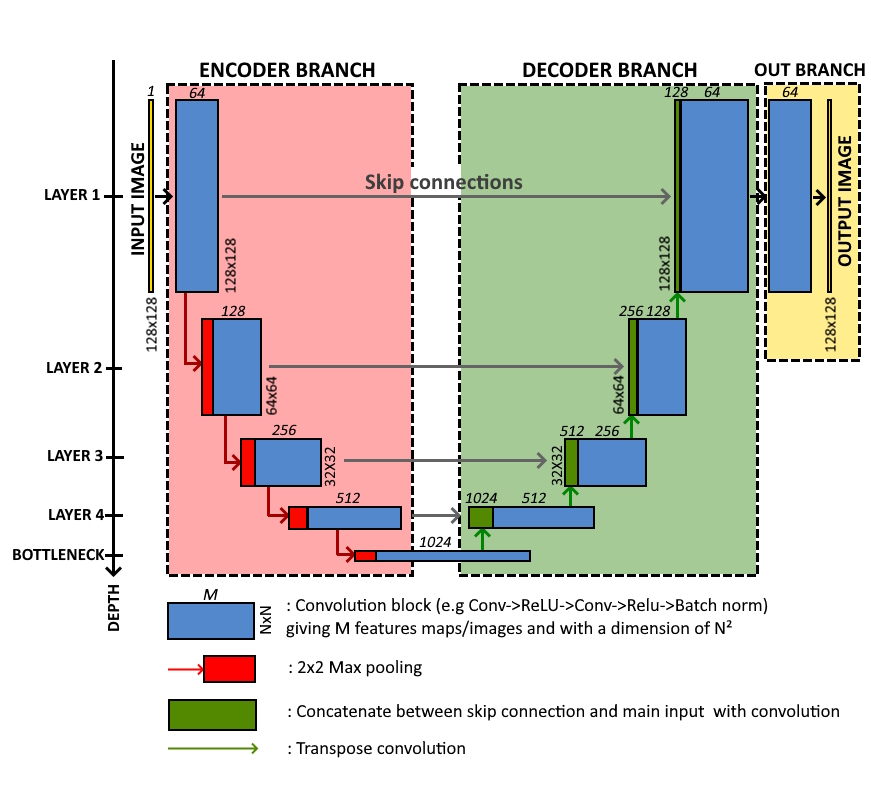 ENCODER BRANCH
DECODER BRANCH
OUT BRANCH
1
64
128 64
64
INPUT IMAGE
LAYER 1
Skip connections
OUTPUT IMAGE
128x128
128x128
128x128
128x128
128
256 128
LAYER 2
64x64
64x64
256
512 256
LAYER 3
32X32
32X32
512
1024 512
LAYER 4
1024
BOTTLENECK
DEPTH
M
NxN
: Convolution block (e.g Conv->ReLU->Conv->Relu->Batch norm)
giving M features maps/images and with a dimension of N²
: 2x2 Max pooling
: Concatenate between skip connection and main input with convolution
: Transpose convolution